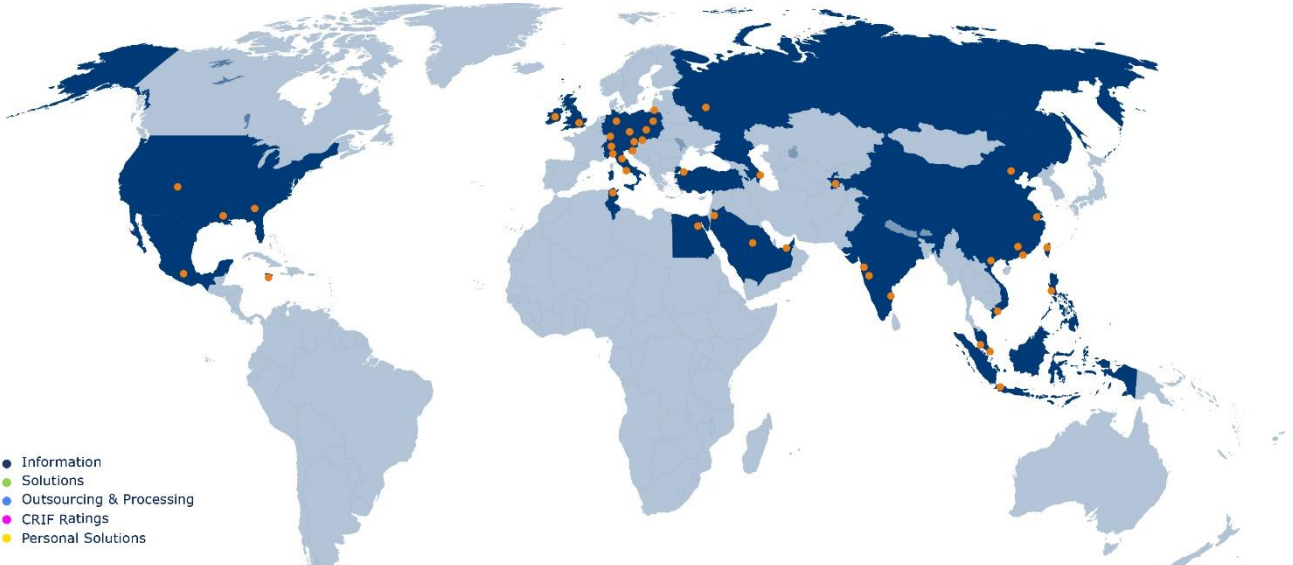 Information
Solutions
Outsourcing & Processing
CRIF Ratings
Personal Solutions